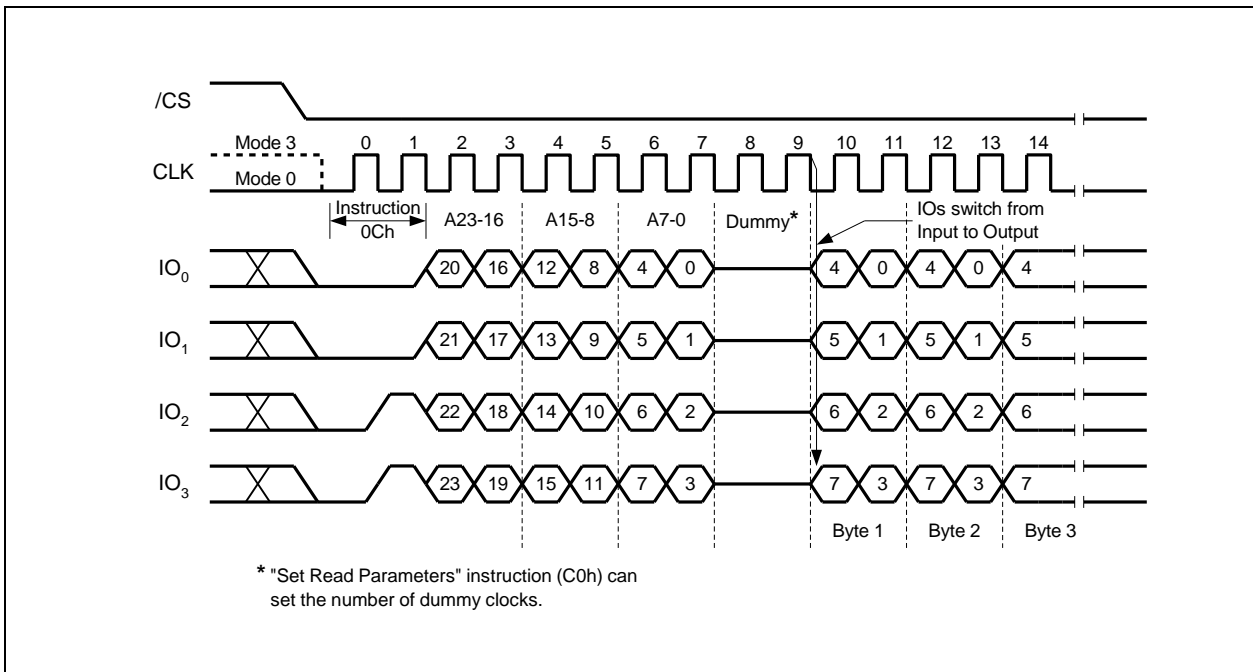 /CS
Mode 3 0 1 2 3 4 5 6 7 8 9 10 11 12 13 14
CLK
Mode 0
Instruction A23-16 A15-8 A7-0 Dummy* IOs switch from
0Ch Input to Output
IO0 20 16 12 8 4 0 4 0 4 0 4
IO1 21 17 13 9 5 1 5 1 5 1 5
IO2 22 18 14 10 6 2 6 2 6 2 6
IO3 23 19 15 11 7 3 7 3 7 3 7
Byte 1 Byte 2 Byte 3
* "Set Read Parameters" instruction (C0h) can
set the number of dummy clocks.